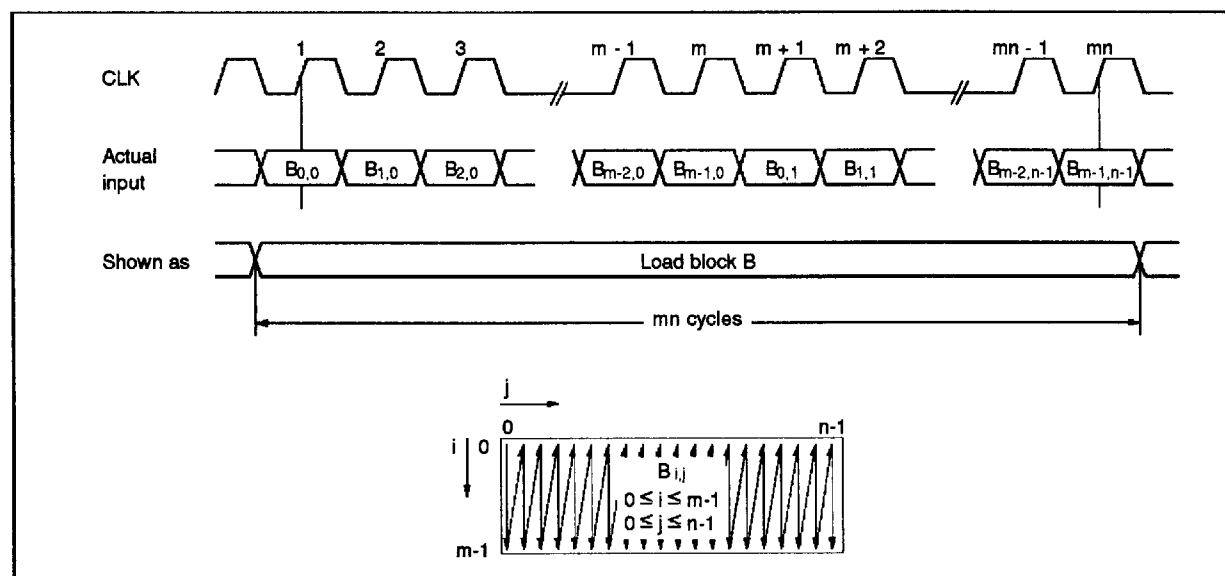 1 2 3 m - 1 m m + 1 m + 2 mn - 1 mn
CLK
Actual input
B0,0 B1,0 B2,0 Bm-2,0 Bm-1,0 B0,1 B1,1 Bm-2,n-1 Bm-1,n-1
Shown as
Load block B
mn cycles
j
0 n-1
i 0
B i,j
0 ≤ i ≤ m-1
0 ≤ j ≤ n-1
m-1